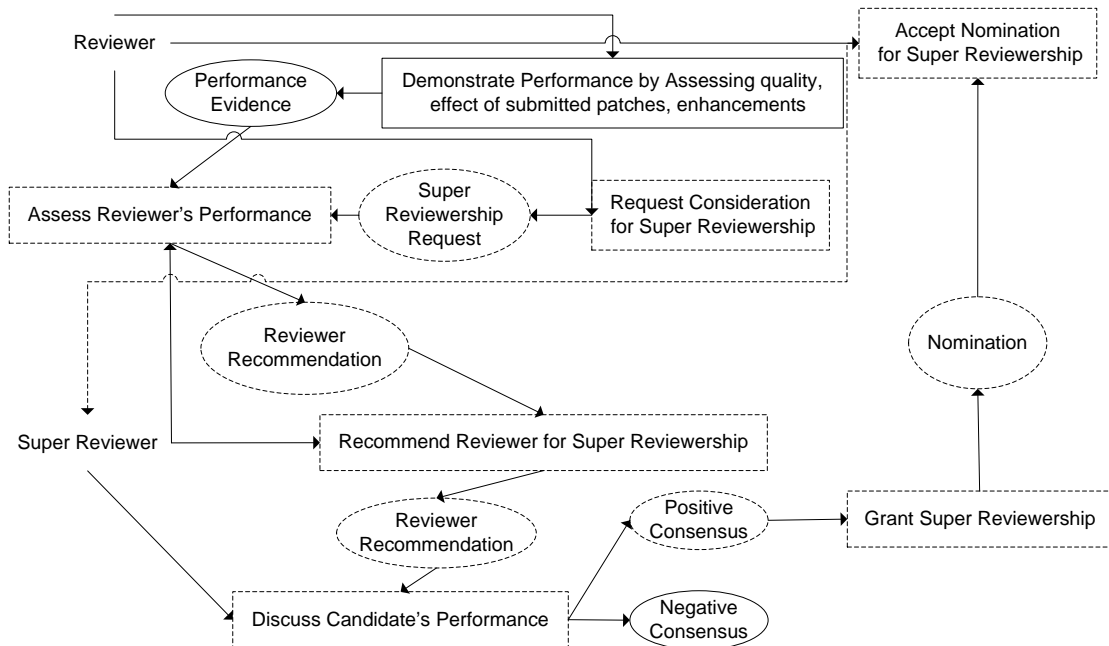 Reviewer
Accept Nomination
for Super Reviewership
Performance
Evidence
Demonstrate Performance by Assessing quality,
effect of submitted patches, enhancements
Assess Reviewer's Performance
Super
Reviewership
Request
Request Consideration
for Super Reviewership
Reviewer
Recommendation
Nomination
Super Reviewer
Recommend Reviewer for Super Reviewership
Reviewer
Recommendation
Positive
Consensus
Grant Super Reviewership
Discuss Candidate's Performance
Negative
Consensus